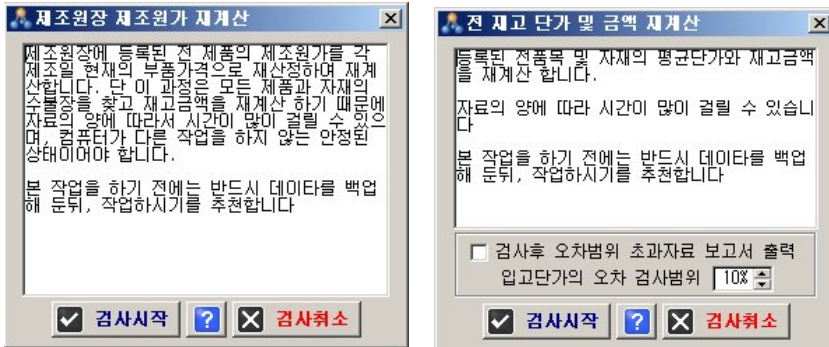 제조원장 제조원가 재계산
제조원장에 등록된 전 제품의 제조원가를 각
제조일 현재의 부품가격으로 재산정하며 재계
산합니다. 단 이 과정은 모든 제품과 자재의
수불장을 찾고 재고금액을 재계산 하기 때문에
자료의 양에 따라서 시간이 많이 걸릴 수 있으
며, 컴퓨터가 다른 작업을 하지 않는 안정된
상태이어야 합니다.
본 작업을 하기 전에는 반드시 데이타를 백업
해 둔뒤, 작업하시기를 추천합니다
검사시작
?
검사취소
전 재고 단가 및 금액 재계산
등록된 전품목 및 자재의 평균단가와 재고금액
을 재계산 합니다.
자료의 양에 따라 시간이 많이 걸릴 수 있습니
다
본 작업을 하기 전에는 반드시 데이타를 백업
해 둔뒤, 작업하시기를 추천합니다
검사후 오차범위 초과자료 보고서 출력
입고단가의 오차 검사범위 10%
검사시작
?
검사취소